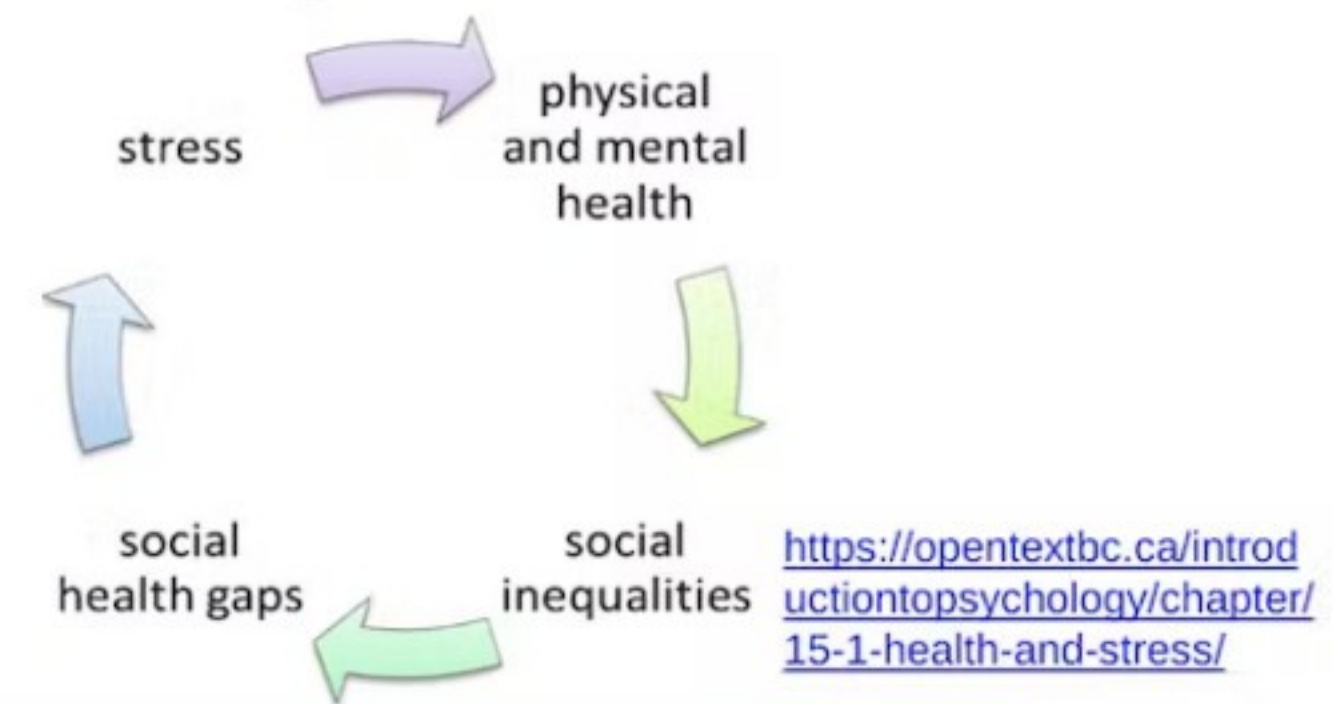 stress
physical
and mental
health
social
health gaps
social
inequalities
https://opentextbc.ca/introd
uctiontopsychology/chapter/
15-1-health-and-stress/